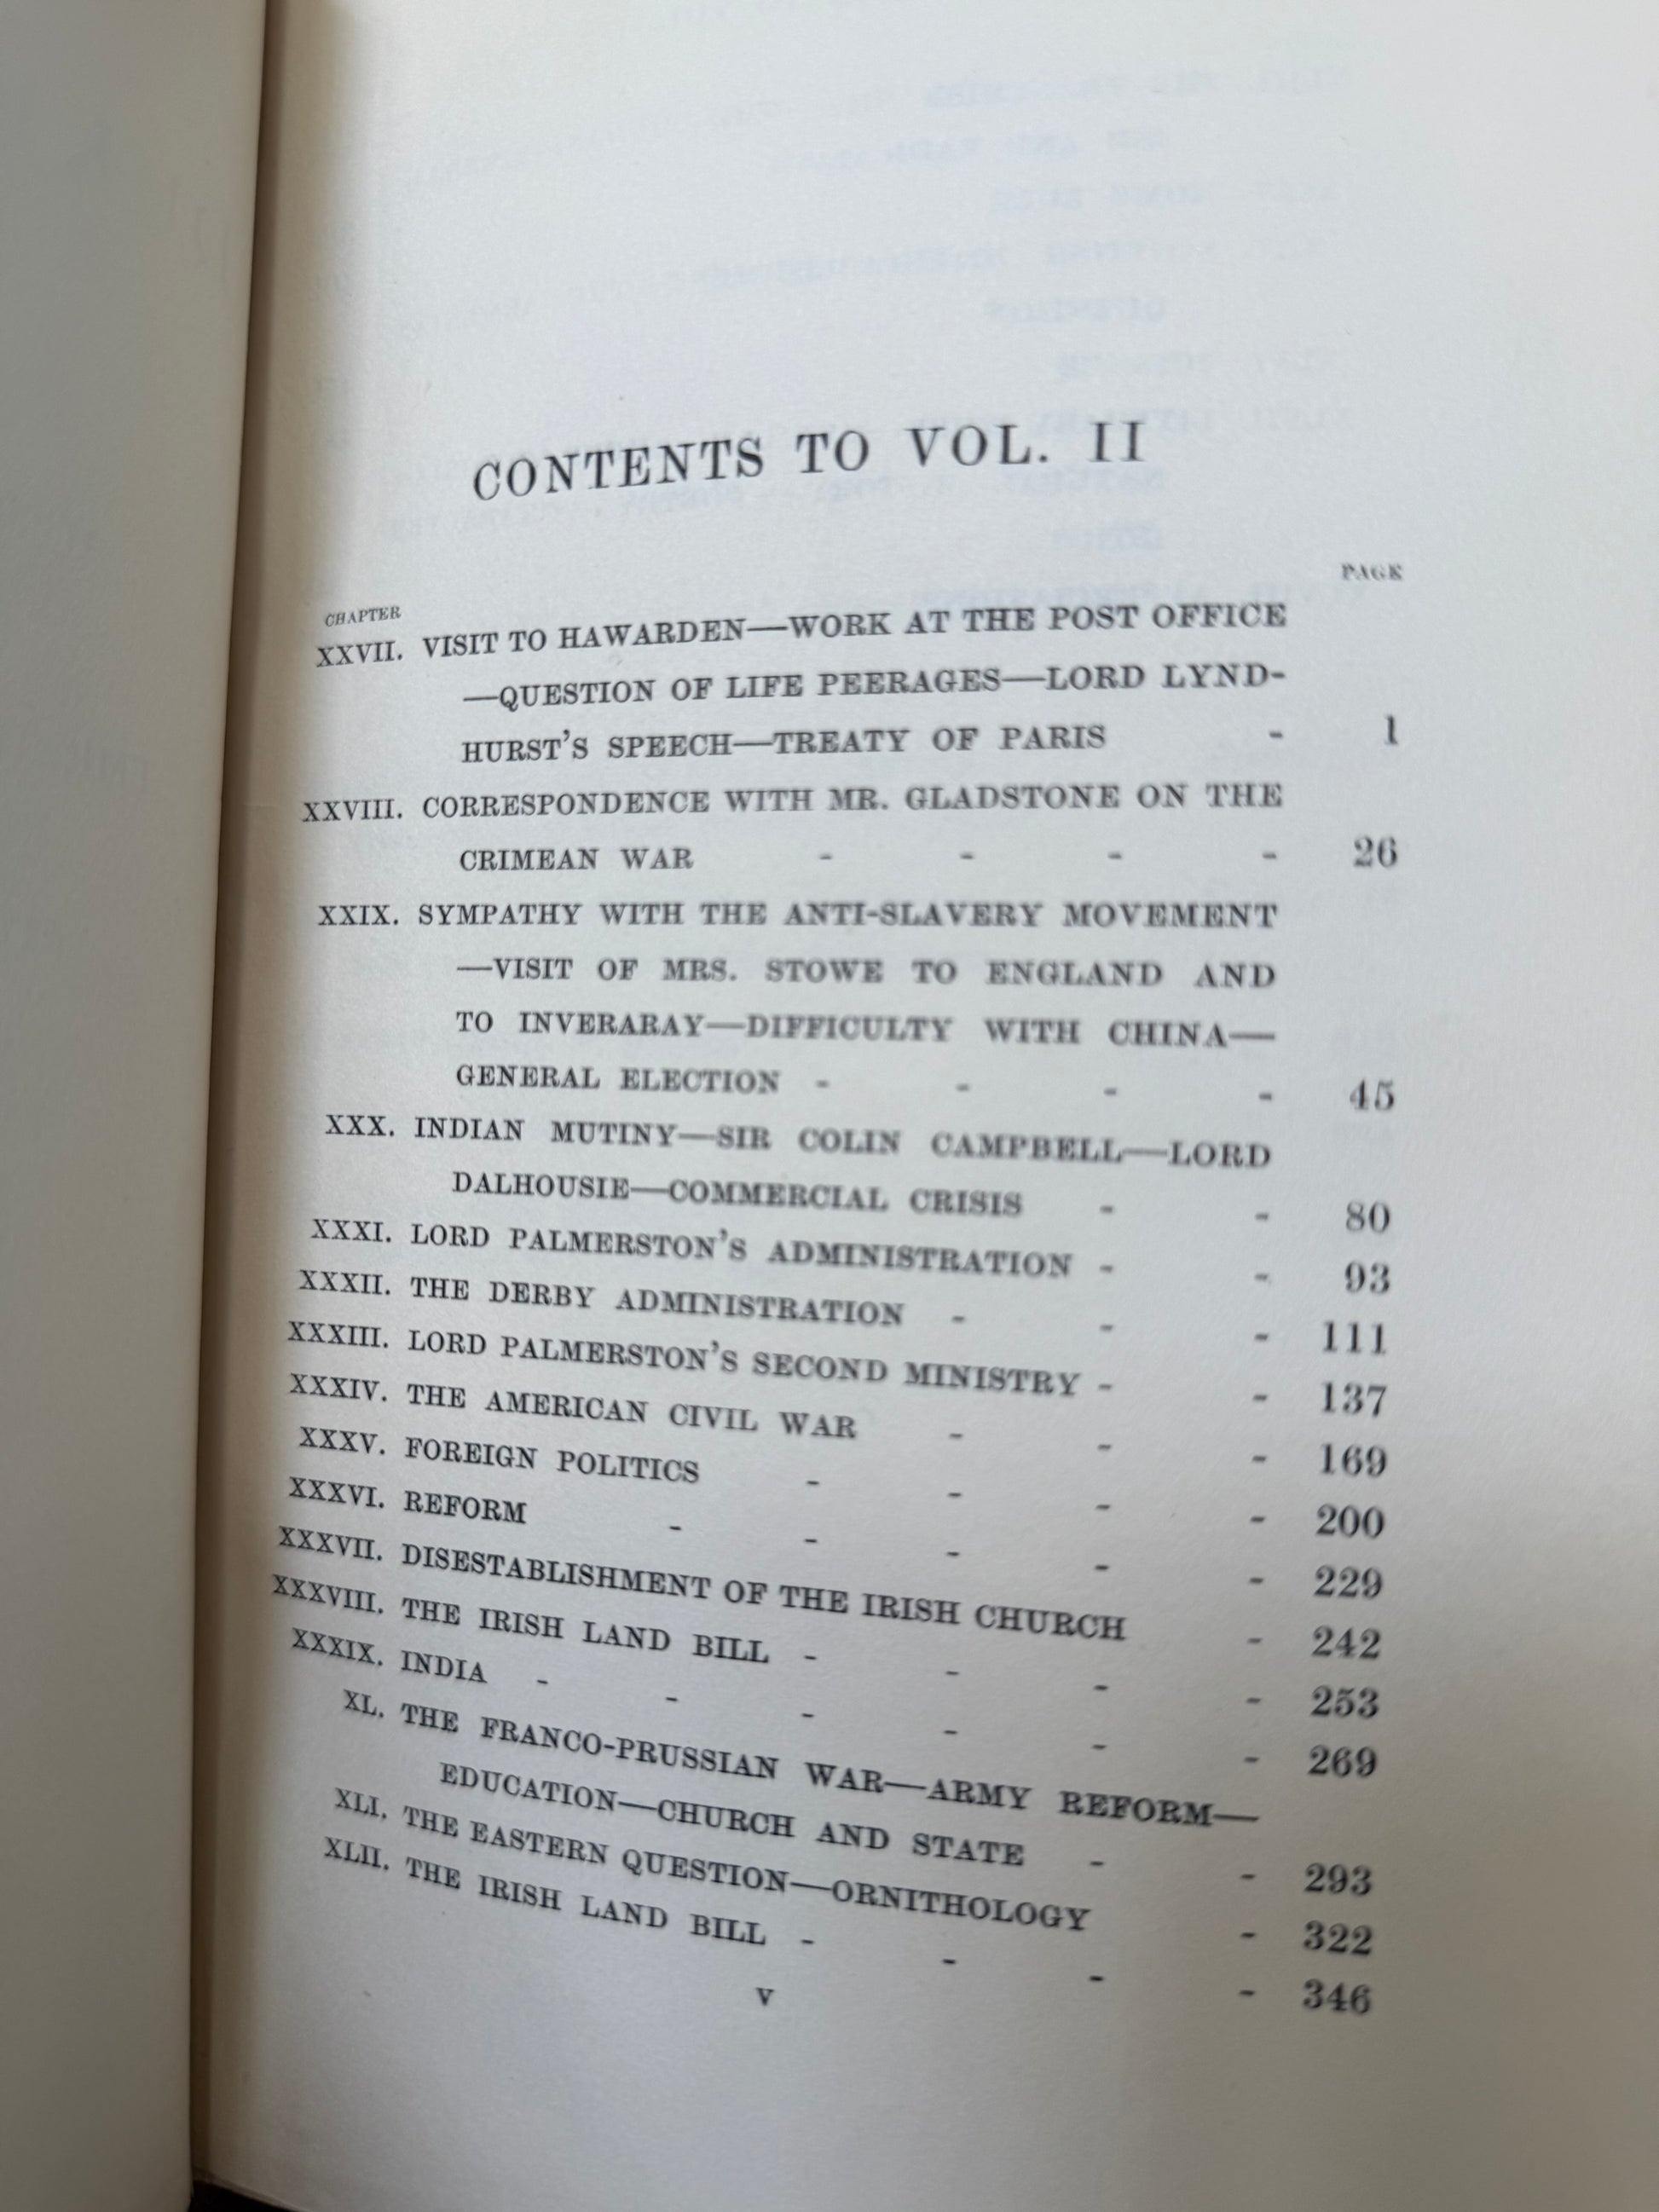 CONTENTS TO VOL. II
CHAPTER PAGE
XXVII. VISIT TO HAWARDEN—WORK AT THE POST OFFICE
—QUESTION OF LIFE PEERAGES—LORD LYND-
HURST'S SPEECH—TREATY OF PARIS - 1
XXVIII. CORRESPONDENCE WITH MR. GLADSTONE ON THE
CRIMEAN WAR - - - - 26
XXIX. SYMPATHY WITH THE ANTI-SLAVERY MOVEMENT
—VISIT OF MRS. STOWE TO ENGLAND AND
TO INVERARAY—DIFFICULTY WITH CHINA—
GENERAL ELECTION - - - - 45
XXX. INDIAN MUTINY—SIR COLIN CAMPBELL—LORD
DALHOUSIE—COMMERCIAL CRISIS - - 80
XXXI. LORD PALMERSTON'S ADMINISTRATION - - 93
XXXII. THE DERBY ADMINISTRATION - - - 111
XXXIII. LORD PALMERSTON'S SECOND MINISTRY - - 137
XXXIV. THE AMERICAN CIVIL WAR - - - 169
XXXV. FOREIGN POLITICS - - - - 200
XXXVI. REFORM - - - - - 229
XXXVII. DISESTABLISHMENT OF THE IRISH CHURCH - 242
XXXVIII. THE IRISH LAND BILL - - - - 253
XXXIX. INDIA - - - - - - 269
XL. THE FRANCO-PRUSSIAN WAR—ARMY REFORM—
EDUCATION—CHURCH AND STATE - - 293
XLI. THE EASTERN QUESTION—ORNITHOLOGY - 322
XLII. THE IRISH LAND BILL - - - - 346
v